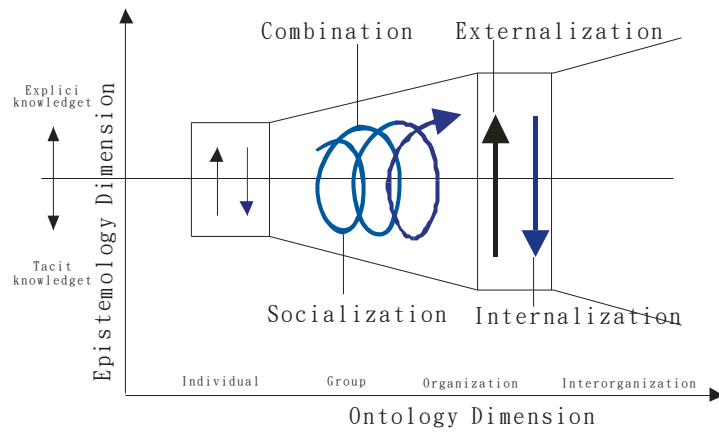 Combination
Externalization
Explici
knowledget
Epistemology Dimension
Tacit
knowledget
Socialization
Internalization
Individual
Group
Organization
Interorganization
Ontology Dimension